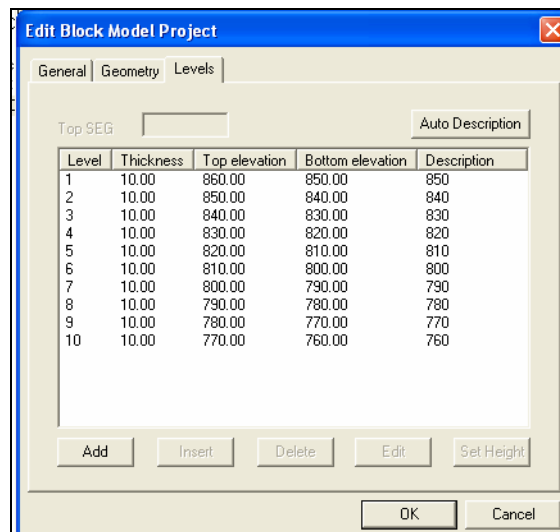 Edit Block Model Project
General Geometry Levels
Top SEG Auto Description
Level Thickness Top elevation Bottom elevation Description
1 10.00 860.00 850.00 850
2 10.00 850.00 840.00 840
3 10.00 840.00 830.00 830
4 10.00 830.00 820.00 820
5 10.00 820.00 810.00 810
6 10.00 810.00 800.00 800
7 10.00 800.00 790.00 790
8 10.00 790.00 780.00 780
9 10.00 780.00 770.00 770
10 10.00 770.00 760.00 760
Add Insert Delete Edit Set Height
OK Cancel